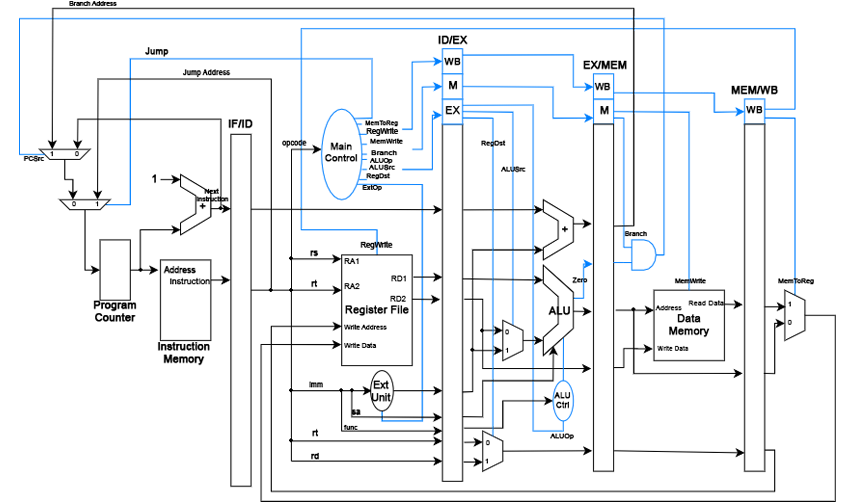 Branch Address
ID/EX
Jump
WB
EX/MEM
Jump Address
M
WB
MEM/WB
IF/ID
EX
M
WB
MemToReg
RegWrite
opcode
Main
Control
MemWrite
RegDst
Branch
PCSrc
1
0
ALUOp
ALUSrc
ALUSrc
RegDst
1
Next
Instruction
+
ExtOp
0
1
+
Branch
RegWrite
rs
RA1
Address
Instruction
RD1
Zero
MemWrite
MemToReg
rt
RA2
RD2
Program
Counter
Register File
ALU
Address
Read Data
1
Data
Memory
0
Write Address
0
Instruction
Memory
Write Data
1
Write Data
Imm
Ext
Unit
ALU
Ctrl
sa
func
rt
0
ALUOp
rd
1